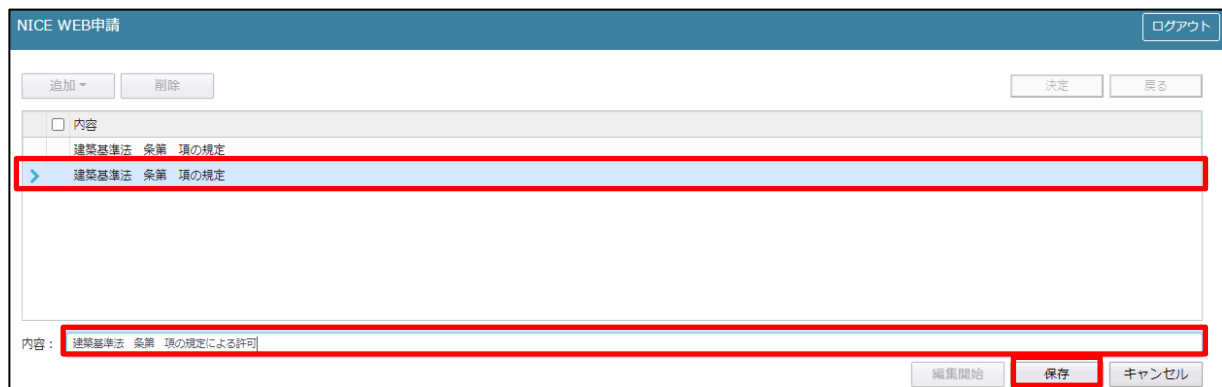 NICE WEB申請 ログアウト
追加 削除 決定 戻る
内容
建築基準法　条第　項の規定
建築基準法　条第　項の規定
内容： 建築基準法　条第　項の規定による許可
編集開始 保存 キャンセル